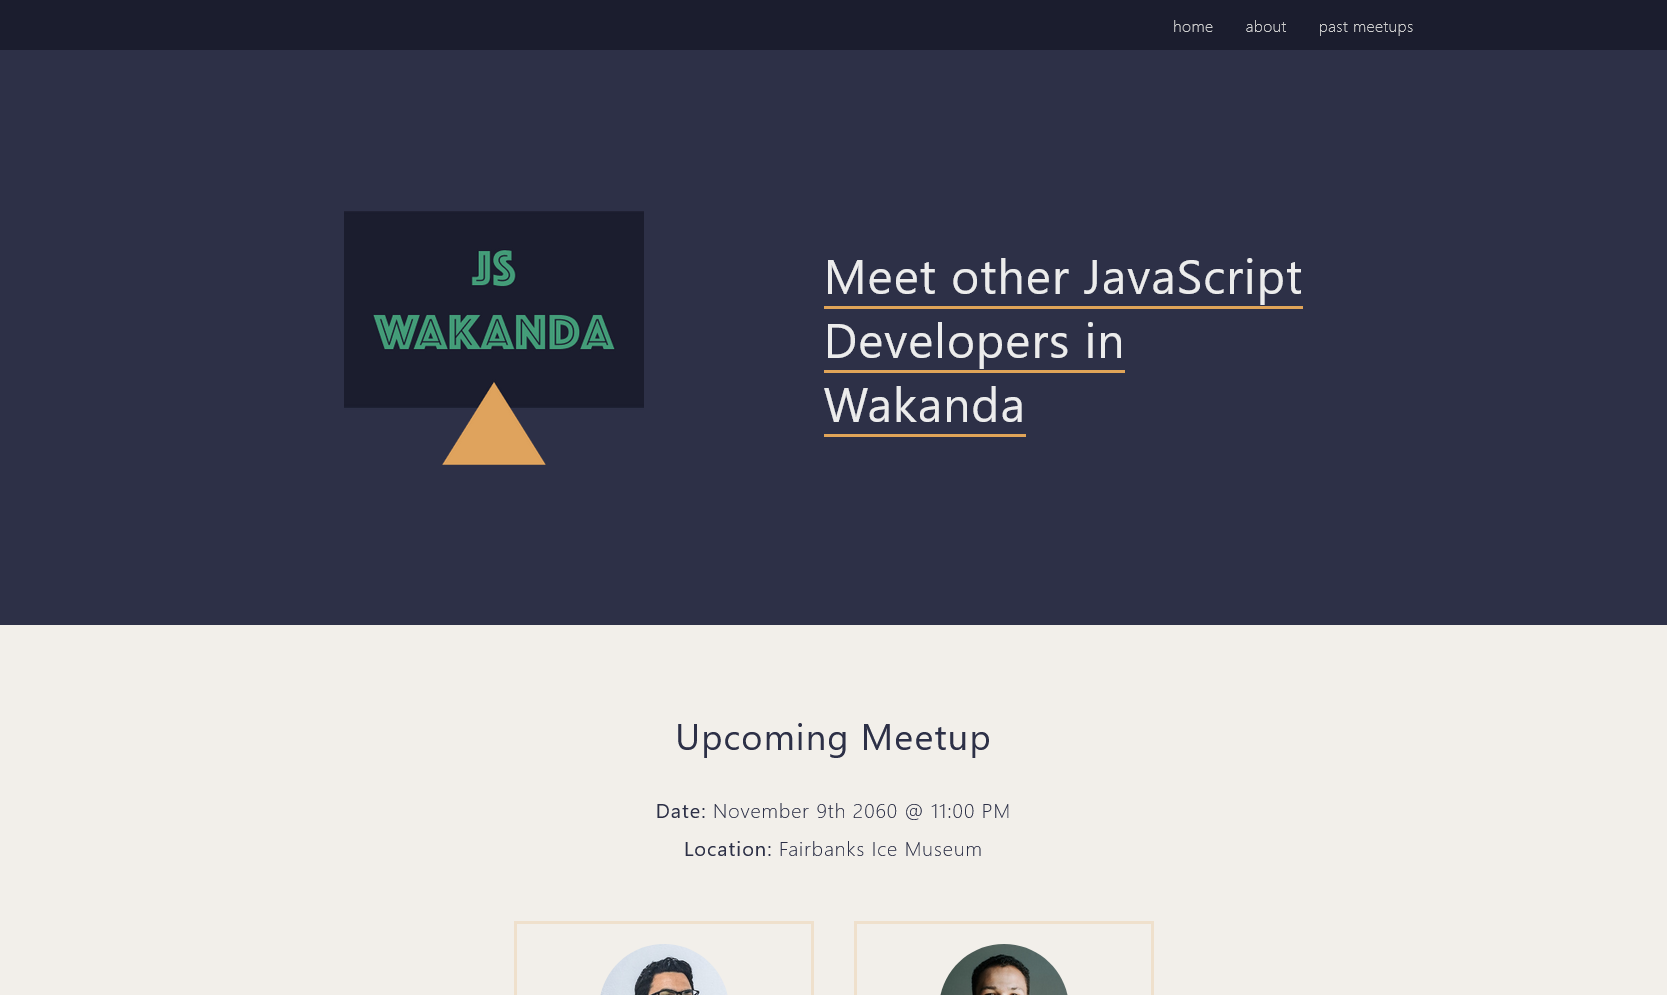 home about past meetups
JS
WAKANDA
Meet other JavaScript
Developers in
Wakanda
Upcoming Meetup
Date: November 9th 2060 @ 11:00 PM
Location: Fairbanks Ice Museum